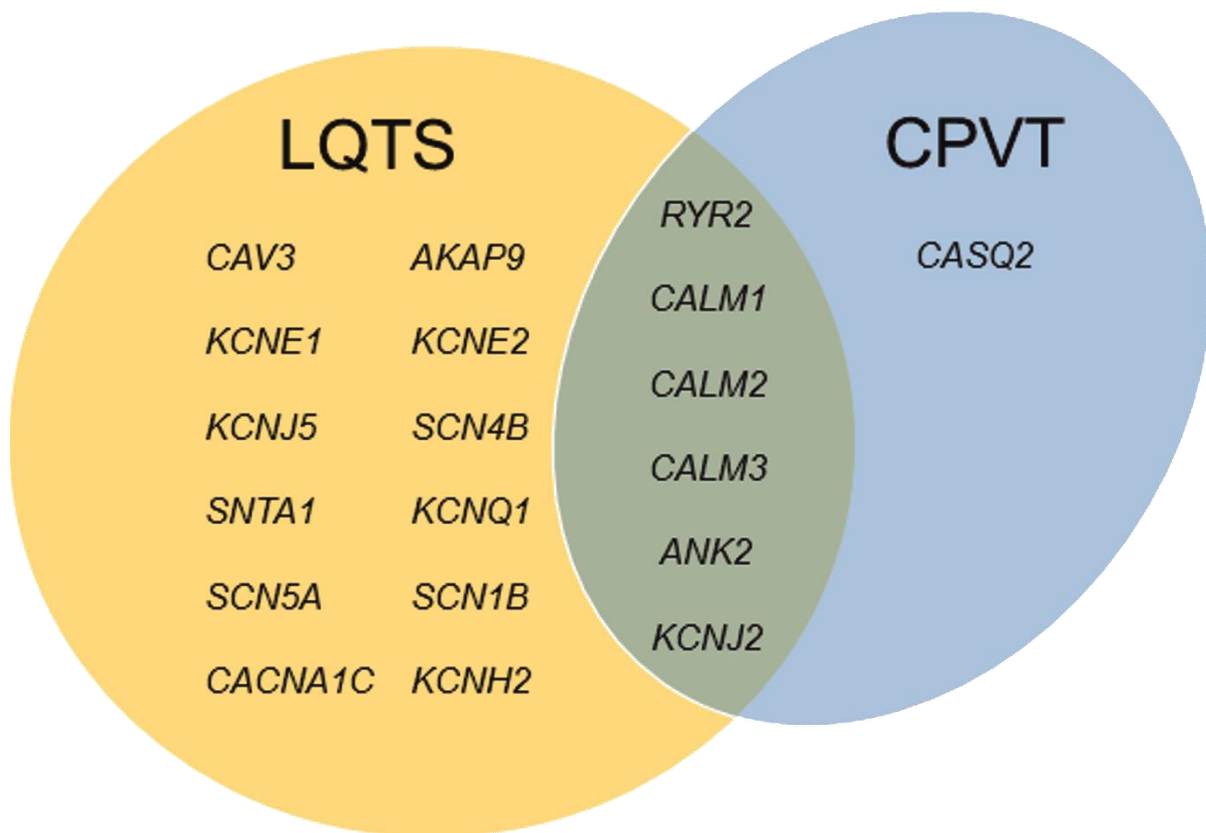 LQTS
CPVT
RYR2
CAV3 AKAP9
CASQ2
CALM1
KCNE1 KCNE2
CALM2
KCNJ5 SCN4B
CALM3
SNTA1 KCNQ1
ANK2
SCN5A SCN1B
KCNJ2
CACNA1C KCNH2